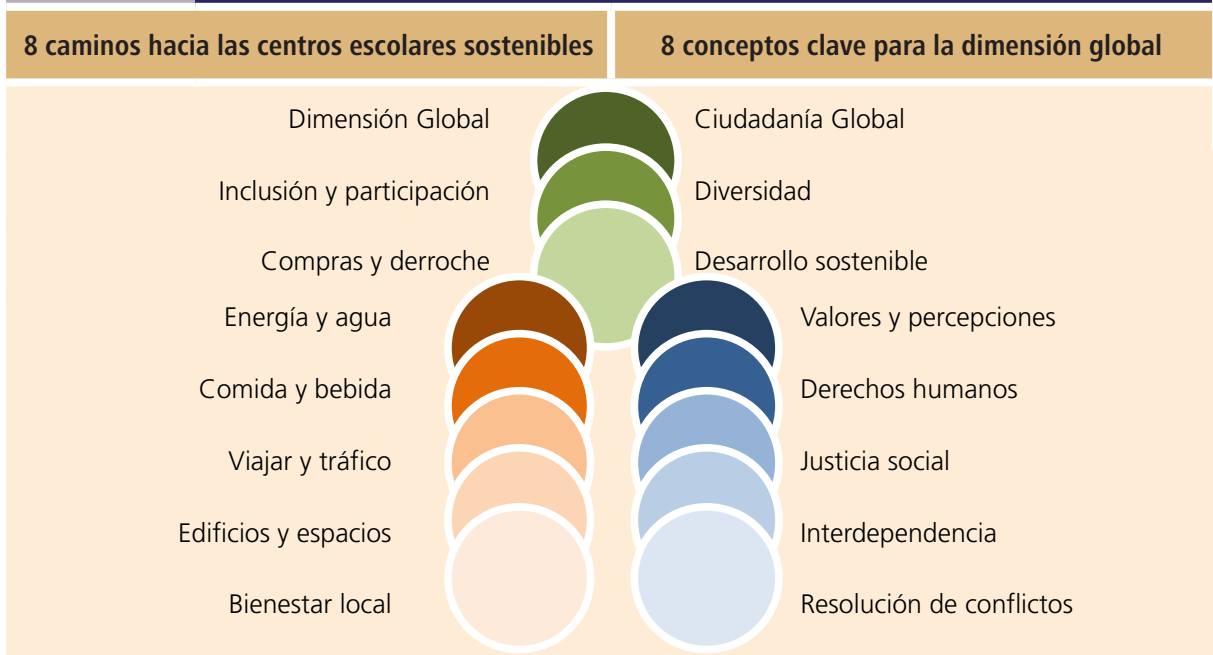 8 caminos hacia las centros escolares sostenibles
8 conceptos clave para la dimensión global
Dimensión Global
Ciudadanía Global
Inclusión y participación
Diversidad
Compras y derroche
Desarrollo sostenible
Energía y agua
Valores y percepciones
Comida y bebida
Derechos humanos
Viajar y tráfico
Justicia social
Edificios y espacios
Interdependencia
Bienestar local
Resolución de conflictos